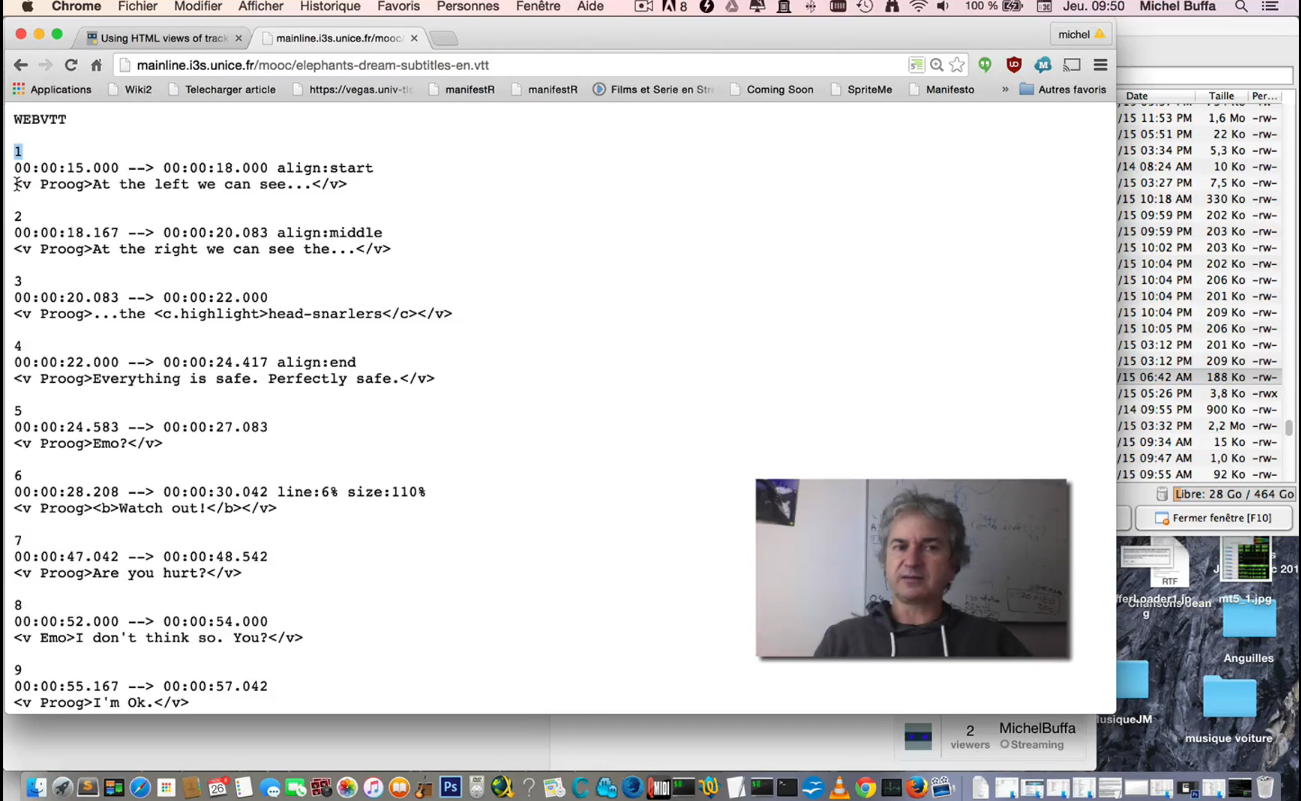 Chrome Fichier Modifier Afficher Historique Favoris Personnes Fenêtre Aide 8 100 % Jeu. 09:50 Michel Buffa
Using HTML views of track × mainline.i3s.unice.fr/mooc/ × michel
mainline.i3s.unice.fr/mooc/elephants-dream-subtitles-en.vtt
Applications Wiki2 Telecharger article https://vegas.univ-tl manifestR manifestR Films et Serie en Str Coming Soon SpriteMe Manifesto » Autres favoris
WEBVTT
1
00:00:15.000 --> 00:00:18.000 align:start
<v Proog>At the left we can see...</v>
2
00:00:18.167 --> 00:00:20.083 align:middle
<v Proog>At the right we can see the...</v>
3
00:00:20.083 --> 00:00:22.000
<v Proog>...the <c.highlight>head-snarlers</c></v>
4
00:00:22.000 --> 00:00:24.417 align:end
<v Proog>Everything is safe. Perfectly safe.</v>
5
00:00:24.583 --> 00:00:27.083
<v Proog>Emo?</v>
6
00:00:28.208 --> 00:00:30.042 line:6% size:110%
<v Proog><b>Watch out!</b></v>
7
00:00:47.042 --> 00:00:48.542
<v Proog>Are you hurt?</v>
8
00:00:52.000 --> 00:00:54.000
<v Emo>I don't think so. You?</v>
9
00:00:55.167 --> 00:00:57.042
<v Proog>I'm Ok.</v>
Date Taille Per...
/15 11:53 PM 1,6 Mo -rw-
/15 05:51 PM 22 Ko -rw-
/15 03:34 PM 5,3 Ko -rw-
/14 08:24 AM 10 Ko -rw-
/15 03:27 PM 7,5 Ko -rw-
/15 10:18 AM 330 Ko -rw-
/15 09:59 PM 202 Ko -rw-
/15 09:59 PM 203 Ko -rw-
/15 10:02 PM 203 Ko -rw-
/15 10:04 PM 202 Ko -rw-
/15 10:04 PM 206 Ko -rw-
/15 10:04 PM 201 Ko -rw-
/15 10:04 PM 209 Ko -rw-
/15 10:05 PM 206 Ko -rw-
/15 03:12 PM 201 Ko -rw-
/15 03:12 PM 209 Ko -rw-
/15 06:42 AM 188 Ko -rw-
/15 05:26 PM 3,8 Ko -rwx
/14 09:55 PM 900 Ko -rw-
/15 03:32 PM 2,2 Mo -rw-
/15 09:34 AM 15 Ko -rw-
/15 09:47 AM 1,0 Ko -rw-
/15 09:55 AM 92 Ko -rw-
Libre: 28 Go / 464 Go
Fermer fenêtre [F10]
RTF
mt5_1.jpg
Anguilles
usiqueJM
musique voiture
2 viewers
MichelBuffa
Streaming
26
Ps
MIDI